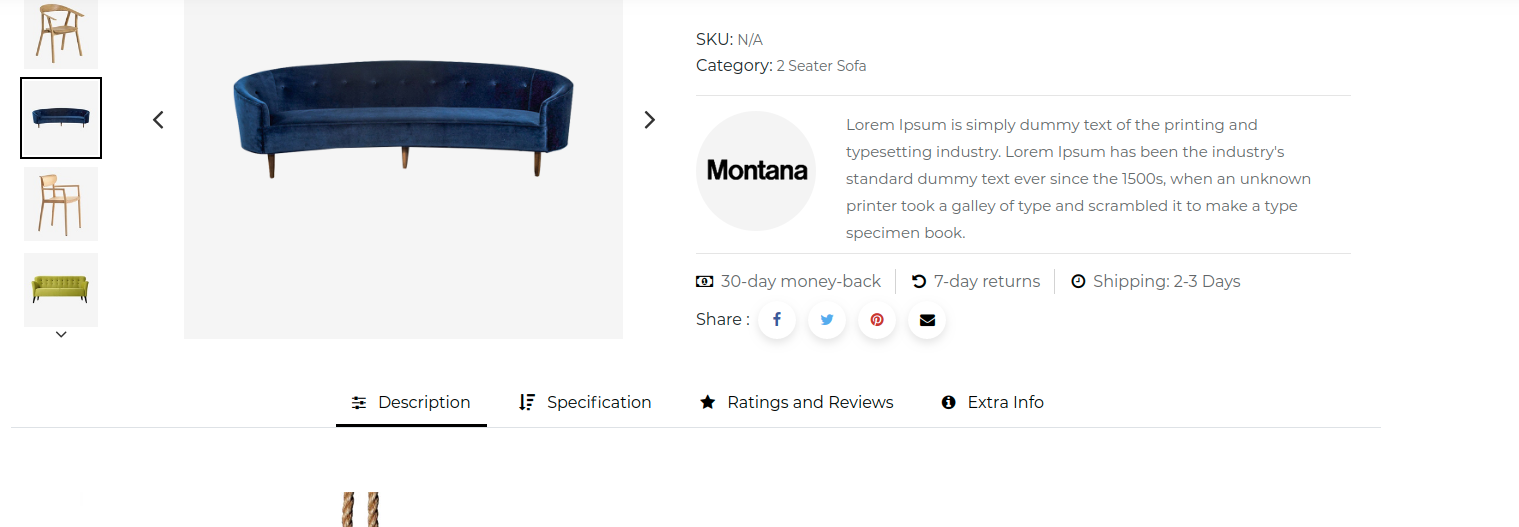 SKU: N/A
Category: 2 Seater Sofa
Montana
Lorem Ipsum is simply dummy text of the printing and
typesetting industry. Lorem Ipsum has been the industry's
standard dummy text ever since the 1500s, when an unknown
printer took a galley of type and scrambled it to make a type
specimen book.
30-day money-back
7-day returns
Shipping: 2-3 Days
Share :
Description
Specification
Ratings and Reviews
Extra Info